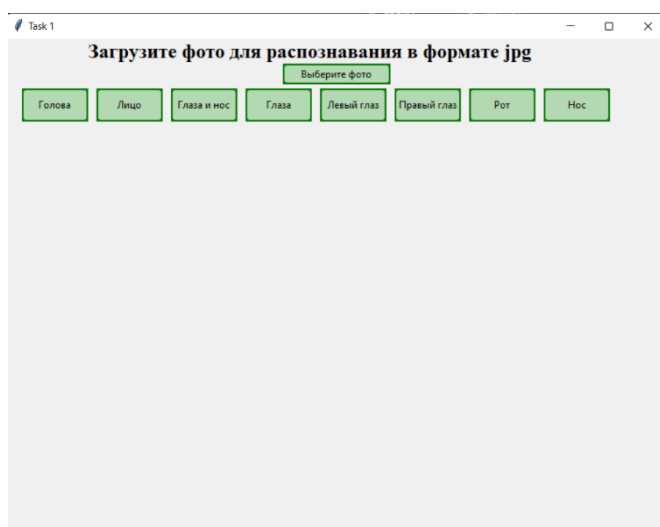 Task 1
Загрузите фото для распознавания в формате jpg
Выберите фото
Голова Лицо Глаза и нос Глаза Левый глаз Правый глаз Рот Нос